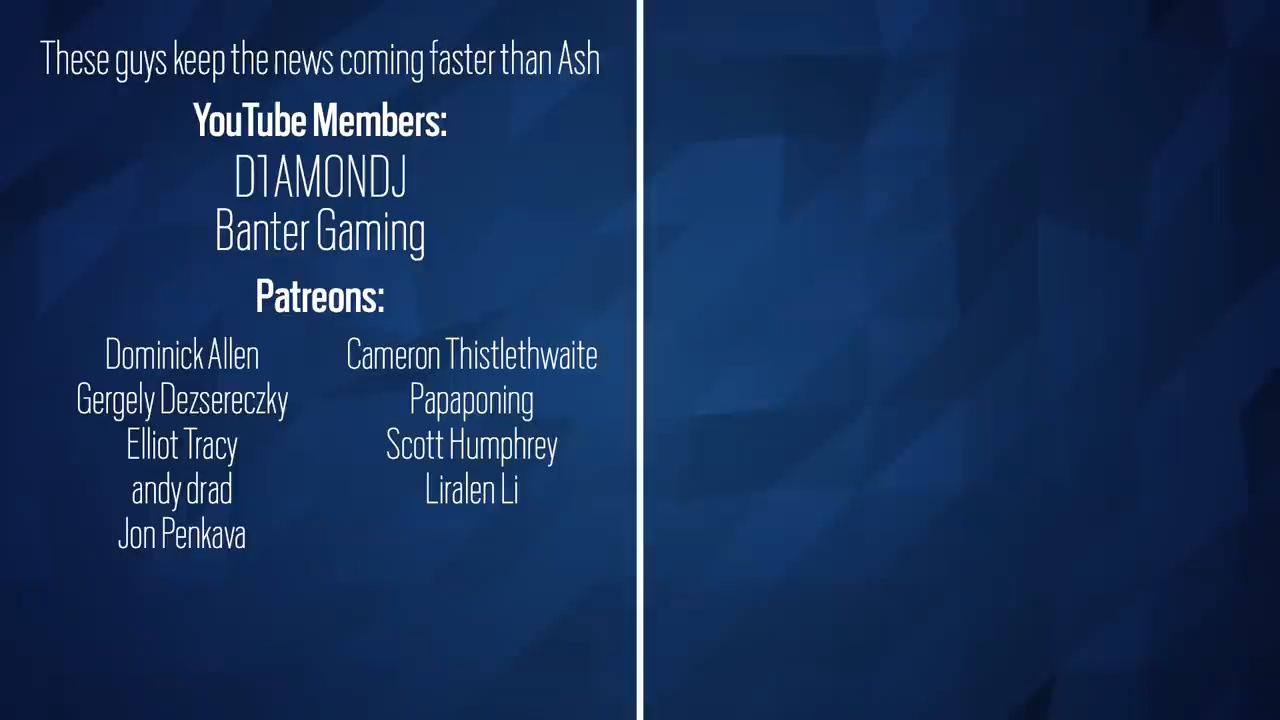 These guys keep the news coming faster than Ash
YouTube Members:
D1AMONDJ
Banter Gaming
Patreons:
Dominick Allen
Gergely Dezsereczky
Elliot Tracy
andy drad
Jon Penkava
Cameron Thistlethwaite
Papaponing
Scott Humphrey
Liralen Li